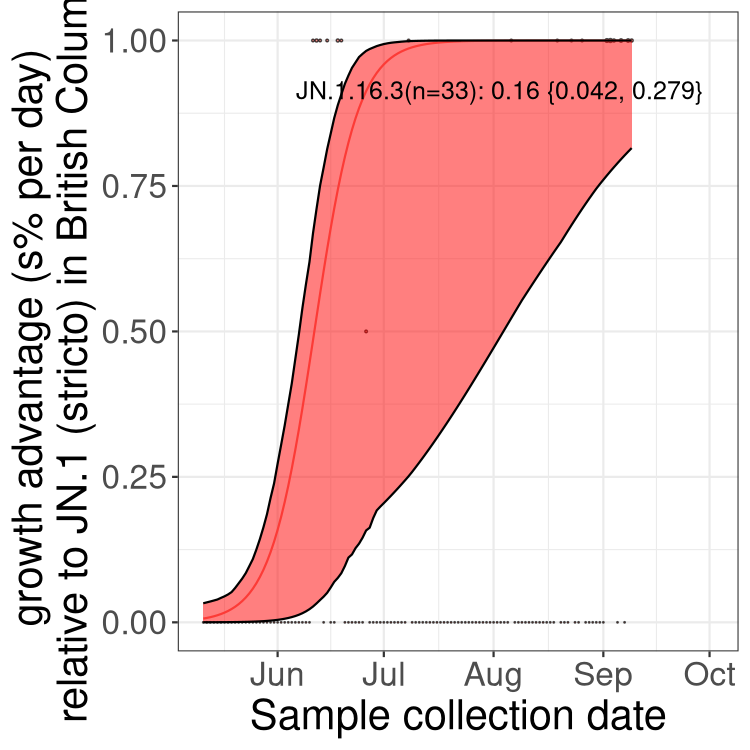 growth advantage (s% per day)
relative to JN.1 (stricto) in British Colum
1.00
0.75
0.50
0.25
0.00
JN.1.16.3(n=33): 0.16 {0.042, 0.279}
Jun Jul Aug Sep Oct
Sample collection date